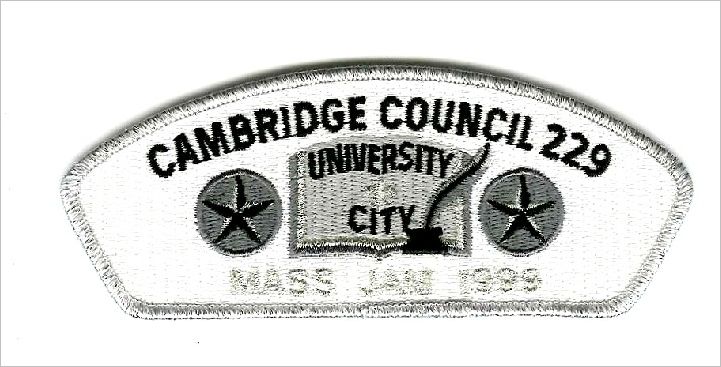 CAMBRIDGE COUNCIL 229
UNIVERSITY
CITY
MASS JAM 1999